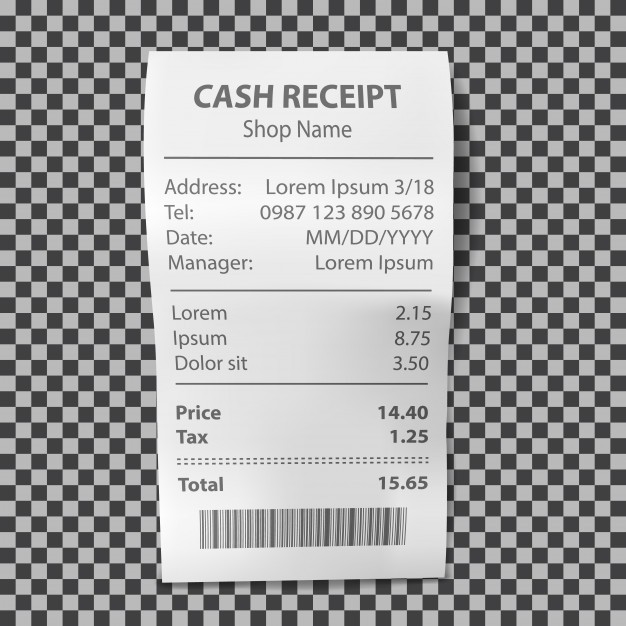 CASH RECEIPT
Shop Name
Address: Lorem Ipsum 3/18
Tel: 0987 123 890 5678
Date: MM/DD/YYYY
Manager: Lorem Ipsum
Lorem 2.15
Ipsum 8.75
Dolor sit 3.50
Price 14.40
Tax 1.25
Total 15.65